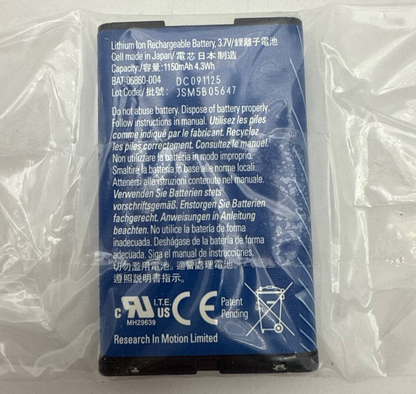 Lithium Ion Rechargeable Battery, 3.7V/鋰離子電池
Cell made in Japan/電芯日本制造
Capacity/容量: 1150mAh 4.3Wh
BAT-06860-004 DC091125
Lot Code/批號: JSM5B05647
Do not abuse battery. Dispose of battery properly.
Follow instructions in manual. Utilisez les piles
comme indiqué par le fabricant. Recyclez
les piles correctement. Consultez le manuel.
Non utilizzare la batteria in modo improprio.
Smaltire la batteria in base alle norme locali.
Attenersi alle istruzioni contenute nel manuale.
Verwenden Sie Batterien stets
vorschriftsgemäß. Entsorgen Sie Batterien
fachgerecht. Anweisungen in Anleitung
beachten. No utilice la batería de forma
inadecuada. Deshágase de la batería de forma
adecuada. Siga el manual de instrucciones.
切勿濫用電池。適當處理電池。
遵照說明書指示。
c RU US I.T.E. CE Patent
Pending
MH29639
Research In Motion Limited